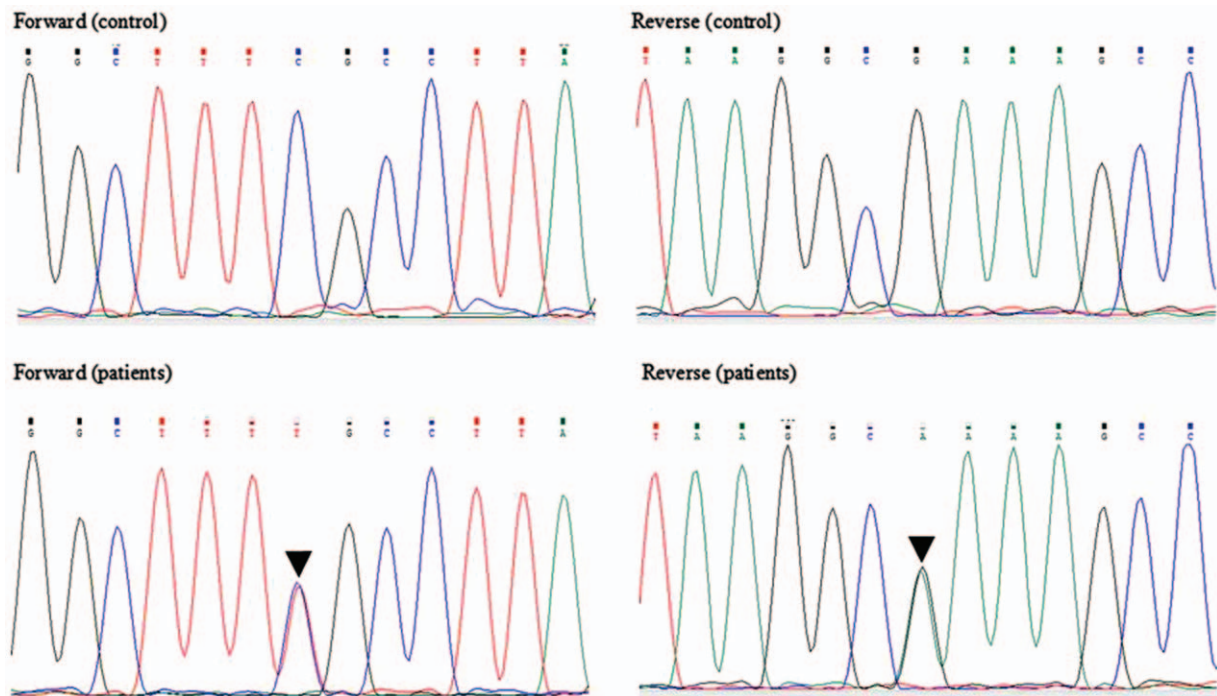 Forward (control)
G G C T T T C G C C T T A
Reverse (control)
T A A G G C G A A A G C C
Forward (patients)
G G C T T T T G C C T T A
Reverse (patients)
T A A G G C A A A A G C C